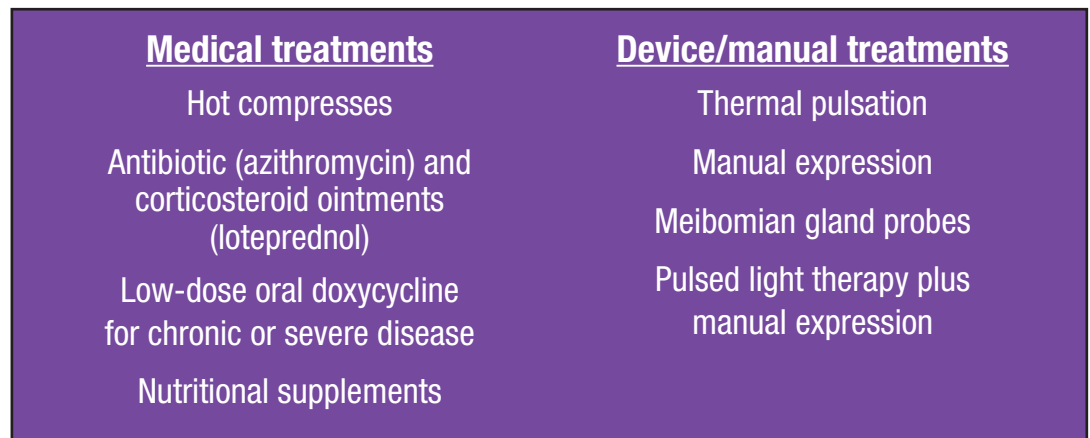 Medical treatments
Hot compresses
Antibiotic (azithromycin) and
corticosteroid ointments
(loteprednol)
Low-dose oral doxycycline
for chronic or severe disease
Nutritional supplements
Device/manual treatments
Thermal pulsation
Manual expression
Meibomian gland probes
Pulsed light therapy plus
manual expression